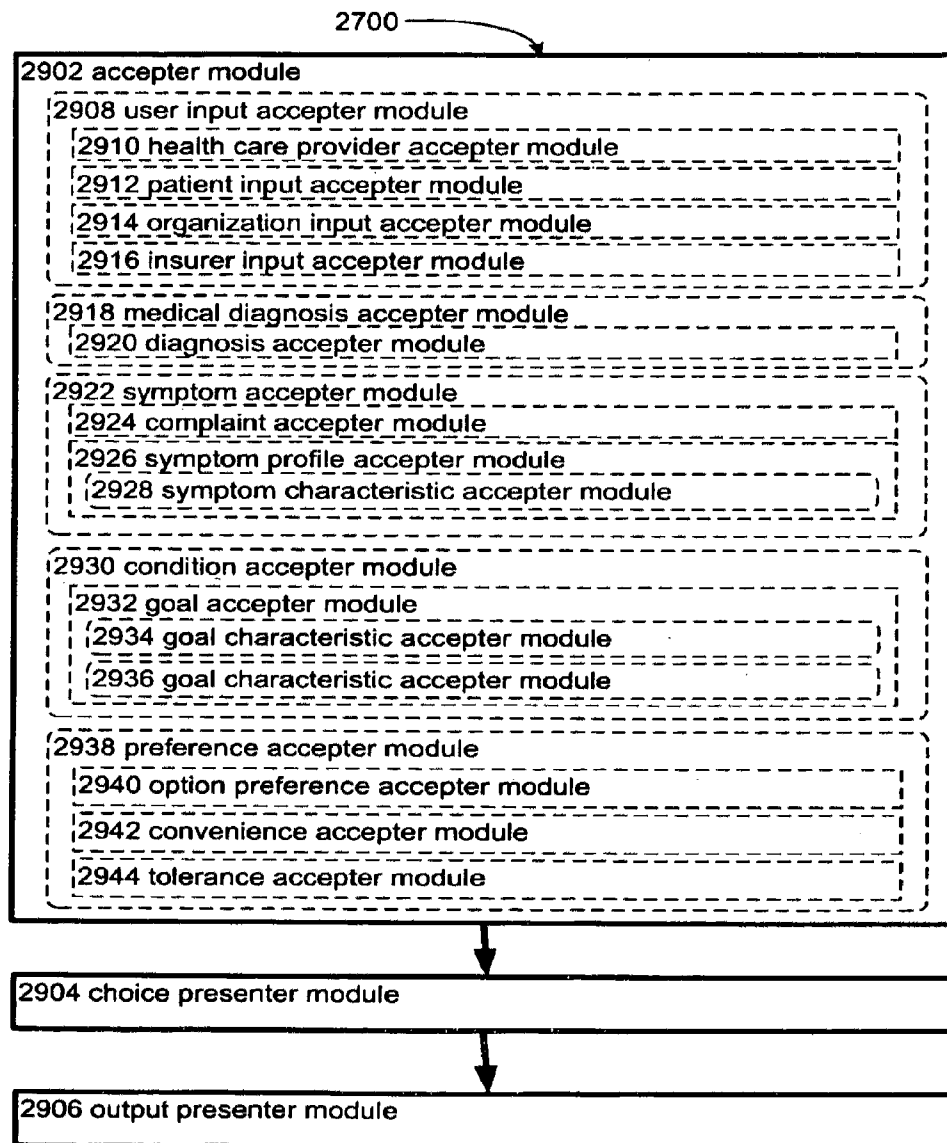 2700
2902 accepter module
2908 user input accepter module
2910 health care provider accepter module
2912 patient input accepter module
2914 organization input accepter module
2916 insurer input accepter module
2918 medical diagnosis accepter module
2920 diagnosis accepter module
2922 symptom accepter module
2924 complaint accepter module
2926 symptom profile accepter module
2928 symptom characteristic accepter module
2930 condition accepter module
2932 goal accepter module
2934 goal characteristic accepter module
2936 goal characteristic accepter module
2938 preference accepter module
2940 option preference accepter module
2942 convenience accepter module
2944 tolerance accepter module
2904 choice presenter module
2906 output presenter module